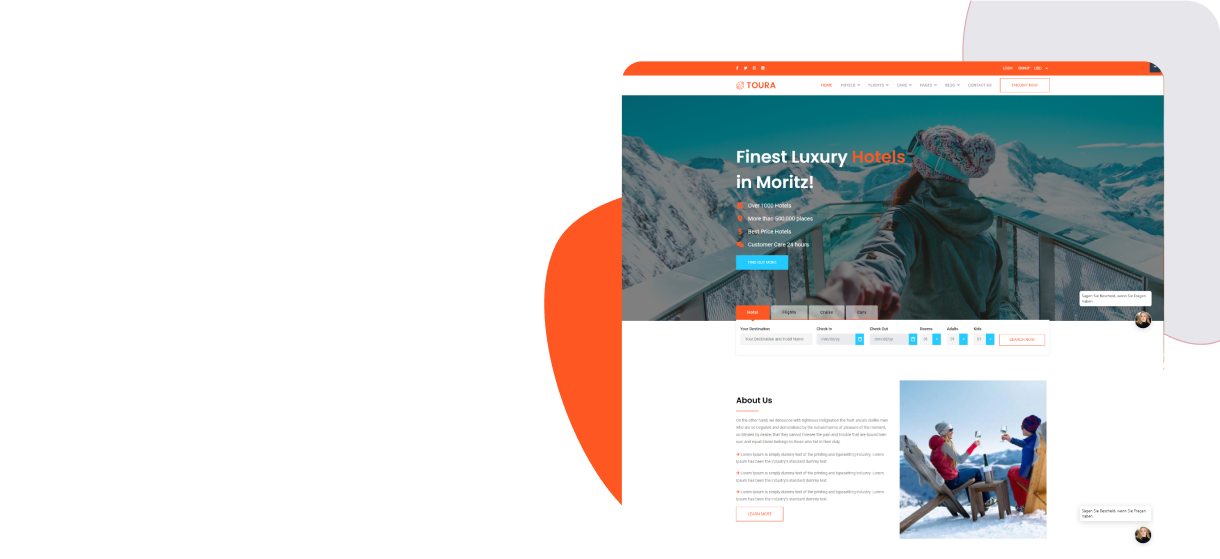 LOGIN SIGNUP USD
TOURA
HOME HOTELS FLIGHTS CARS PAGES BLOG CONTACT US ENQUIRY NOW
Finest Luxury Hotels
in Moritz!
Over 1000 Hotels
More than 500,000 places
Best Price Hotels
Customer Care 24 hours
FIND OUT MORE
Sagen Sie Bescheid, wenn Sie Fragen
haben.
Hotel Flights Cruise Cars
Your Destination Check In Check Out Rooms Adults Kids
Your Destination and Hotel Name mm/dd/yy mm/dd/yy
About Us
On the other hand, we denounce with righteous indignation the fault sounds dislike men
who are so beguiled and demoralized by the
of pleasure of the moment,
so blinded by desire, that they cannot foresee the pain and trouble that are bound
and equal blame belongs to those who fail in their duty.
Lorem Ipsum is simply dummy text of the printing and typesetting industry. Lorem
Ipsum has been the industry's standard dummy text
Lorem Ipsum is simply dummy text of the printing and typesetting industry. Lorem
Ipsum has been the industry's standard dummy text
Lorem Ipsum is simply dummy text of the printing and typesetting industry. Lorem
Ipsum has been the industry's standard dummy text
LEARN MORE
Sagen Sie Bescheid, wenn Sie Fragen
haben.